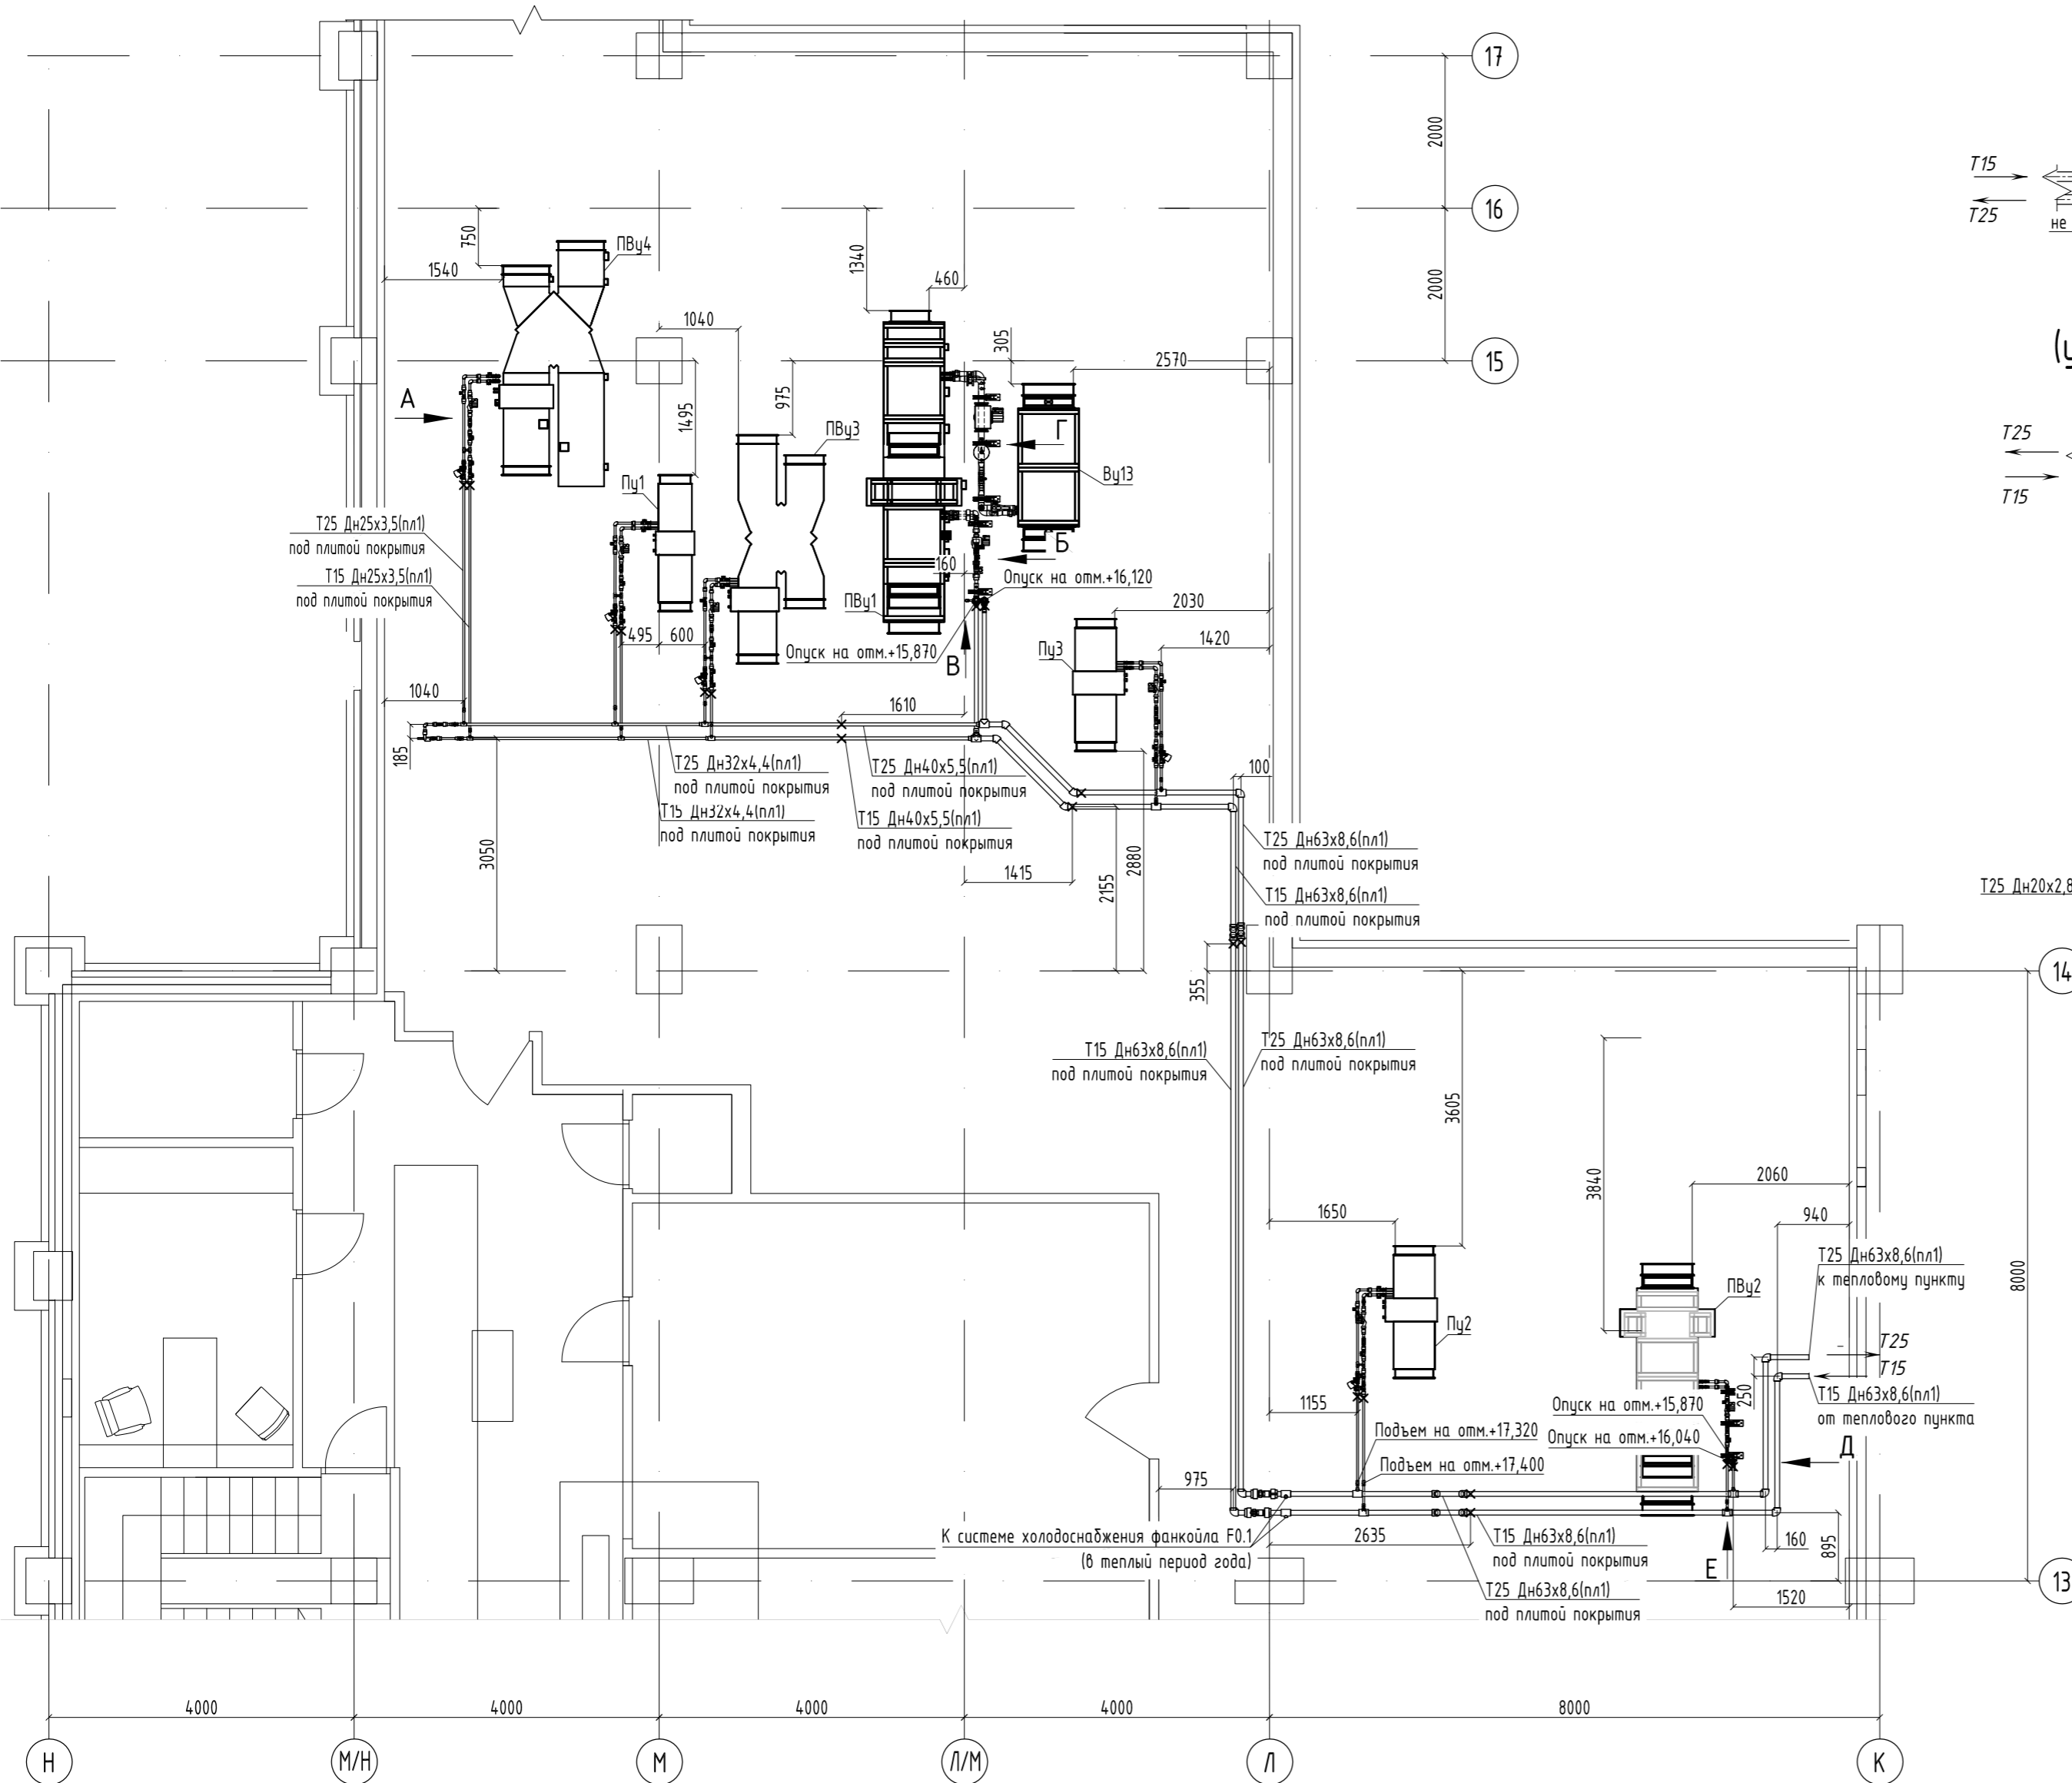 17
2000
Т15
16
Т25
не
750
ПВу4
1540
1340
460
2000
1040
305
2570
15
(у
А
975
1495
ПВу3
Г
Ву13
Т25
Т15
Пу1
Т25 Дн25х3,5(пл1)
под плитой покрытия
Б
Т15 Дн25х3,5(пл1)
под плитой покрытия
160
Опуск на отм.+16,120
ПВу1
2030
495
600
Опуск на отм.+15,870
В
Пу3
1420
1040
1610
185
Т25 Дн32х4,4(пл1)
под плитой покрытия
Т25 Дн40х5,5(пл1)
под плитой покрытия
100
Т15 Дн32х4,4(пл1)
под плитой покрытия
Т15 Дн40х5,5(пл1)
под плитой покрытия
3050
1415
2155
2880
Т25 Дн63х8,6(пл1)
под плитой покрытия
Т15 Дн63х8,6(пл1)
под плитой покрытия
Т25 Дн20х2,8
14
355
Т15 Дн63х8,6(пл1)
под плитой покрытия
Т25 Дн63х8,6(пл1)
под плитой покрытия
3605
3840
2060
1650
940
Т25 Дн63х8,6(пл1)
к тепловому пункту
8000
ПВу2
Пу2
Т25
Т15
250
Т15 Дн63х8,6(пл1)
от теплового пункта
1155
Опуск на отм.+15,870
Подъем на отм.+17,320
Опуск на отм.+16,040
Подъем на отм.+17,400
Д
975
К системе холодоснабжения фанкойла F0.1
(в теплый период года)
2635
Т15 Дн63х8,6(пл1)
под плитой покрытия
Е
160
895
Т25 Дн63х8,6(пл1)
под плитой покрытия
1520
13
4000
4000
4000
4000
8000
Н
М/Н
М
Л/М
Л
К